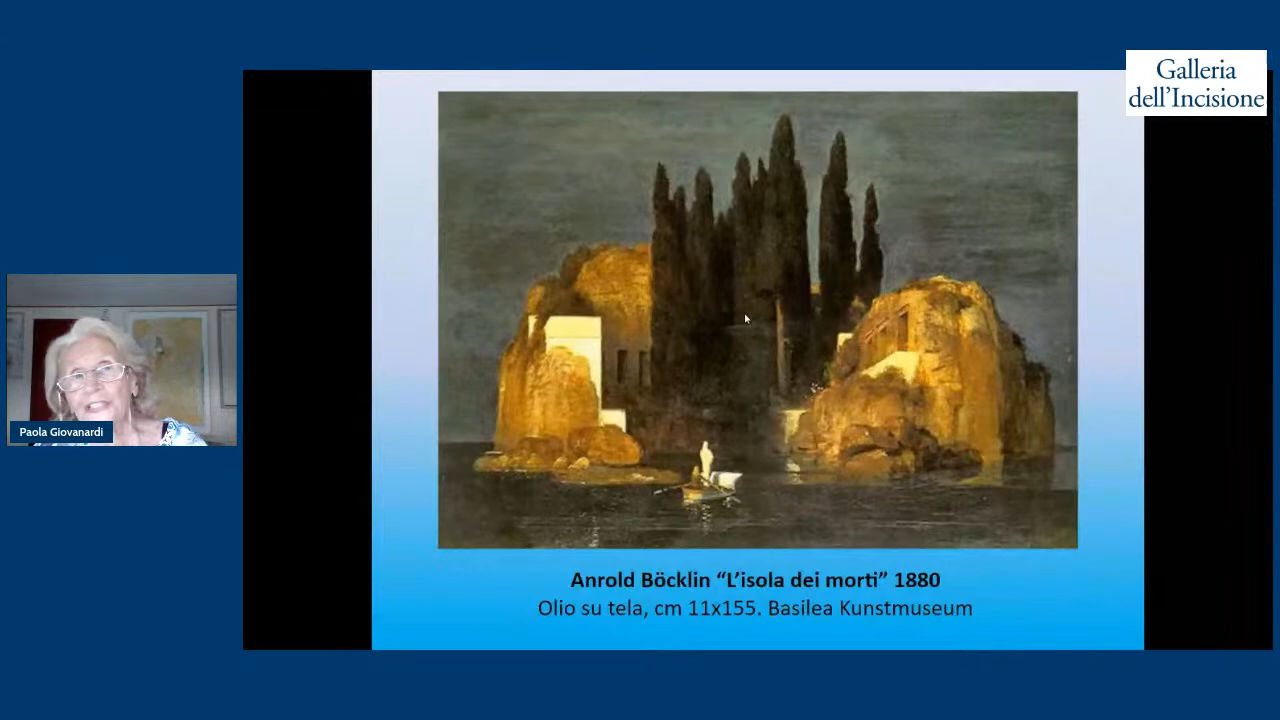 Galleria
dell'Incisione
Paola Giovanardi
Anrold Böcklin “L’isola dei morti” 1880
Olio su tela, cm 11x155. Basilea Kunstmuseum